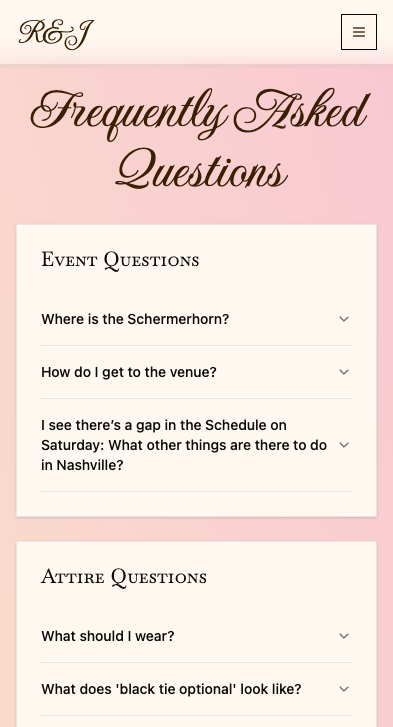 R&J
Frequently Asked
Questions
Event Questions
Where is the Schermerhorn?
How do I get to the venue?
I see there’s a gap in the Schedule on
Saturday: What other things are there to do
in Nashville?
Attire Questions
What should I wear?
What does 'black tie optional' look like?